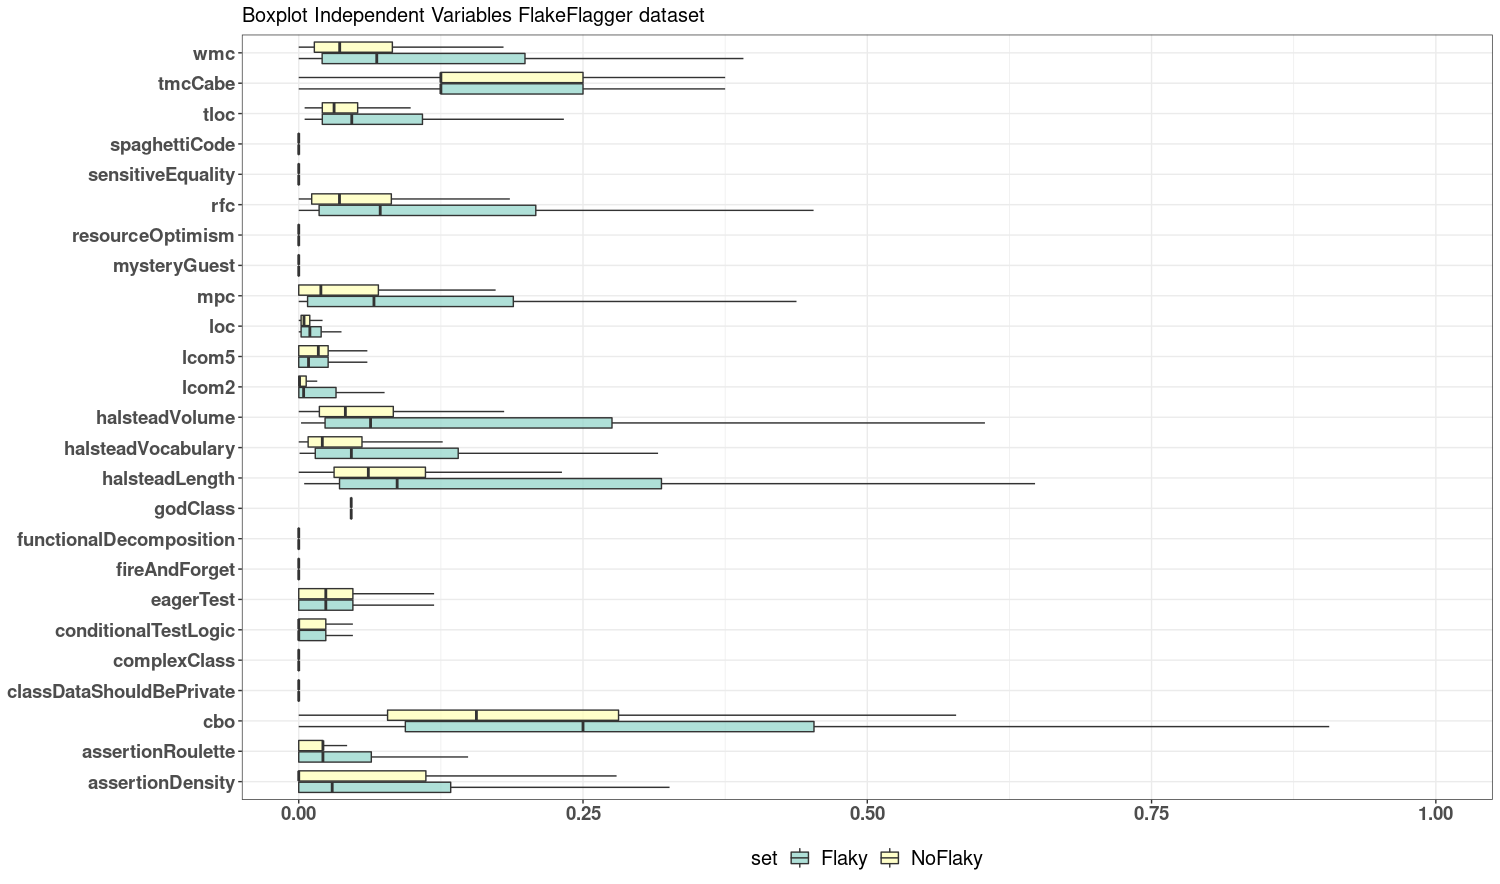 Boxplot Independent Variables FlakeFlagger dataset
wmc
tmcCabe
tloc
spaghettiCode
sensitiveEquality
rfc
resourceOptimism
mysteryGuest
mpc
loc
lcom5
lcom2
halsteadVolume
halsteadVocabulary
halsteadLength
godClass
functionalDecomposition
fireAndForget
eagerTest
conditionalTestLogic
complexClass
classDataShouldBePrivate
cbo
assertionRoulette
assertionDensity
0.00 0.25 0.50 0.75 1.00
set Flaky NoFlaky